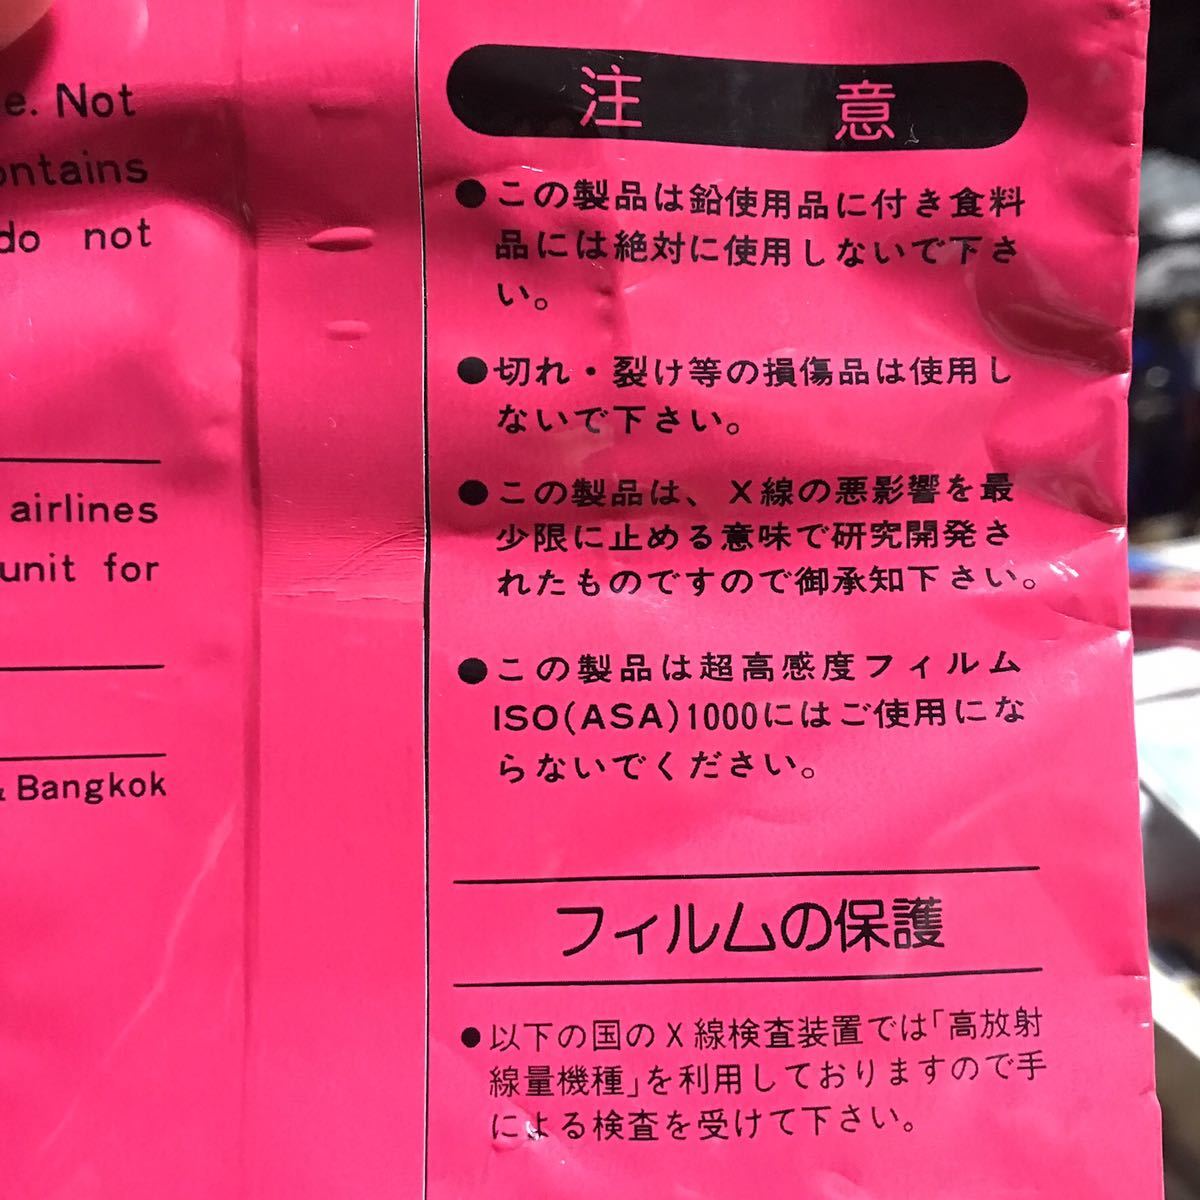 e. Not
ontains
do not
airlines
unit for
& Bangkok
注意
●この製品は鉛使用品に付き食料
品には絶対に使用しないで下さ
い。
●切れ・裂け等の損傷品は使用し
ないで下さい。
●この製品は、X線の悪影響を最
少限に止める意味で研究開発さ
れたものですので御承知下さい。
●この製品は超高感度フィルム
ISO(ASA)1000にはご使用にな
らないでください。
フィルムの保護
●以下の国のX線検査装置では「高放射
線量機種」を利用しておりますので手
による検査を受けて下さい。